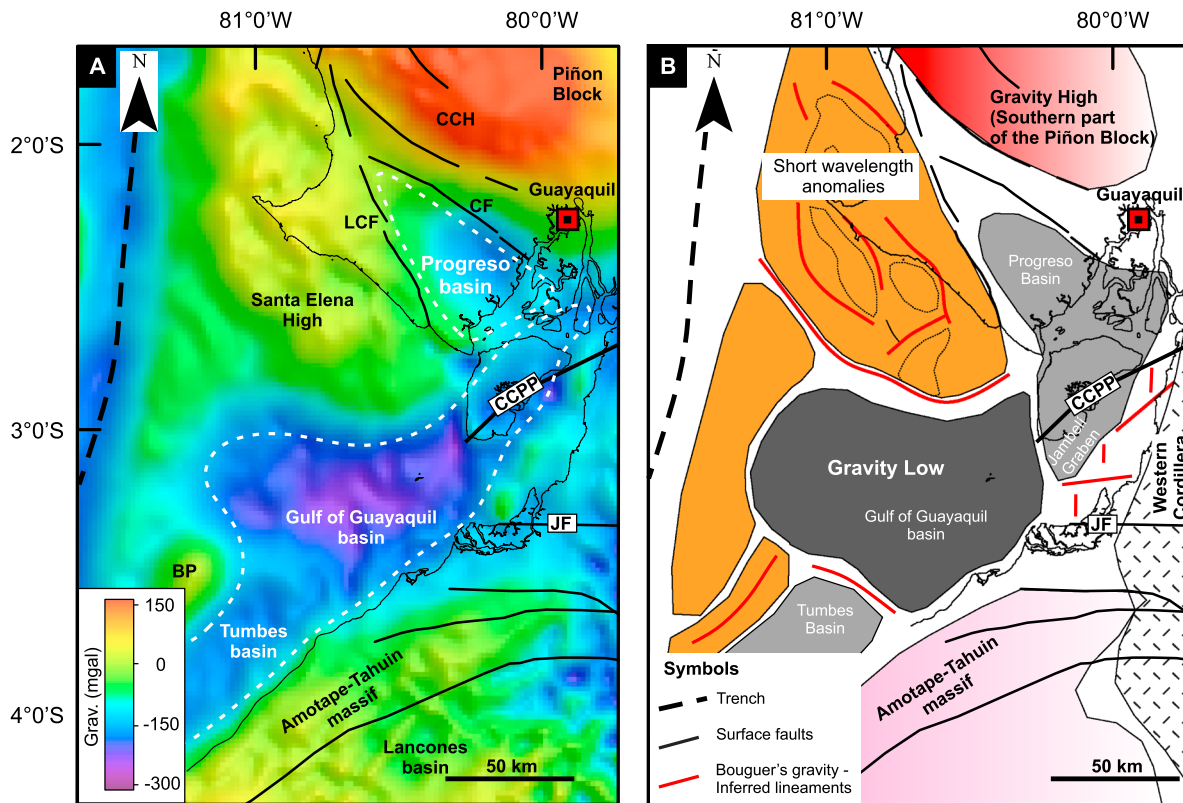 81°0'W
80°0'W
81°0'W
80°0'W
2°0'S
3°0'S
4°0'S
A
N
Piñon
Block
CCH
Guayaquil
CF
LCF
Progreso
basin
Santa Elena
High
CCPP
Gulf of Guayaquil
basin
JF
BP
Tumbes
basin
Amotape-Tahuin
massif
Lancones
basin
50 km
Grav. (mgal)
150
0
-150
-300
B
N
Gravity High
(Southern part
of the Piñon Block)
Short wavelength
anomalies
Guayaquil
Progreso
Basin
CCPP
Jambelí
Graben
Gravity Low
Gulf of Guayaquil
basin
Western
Cordillera
JF
Tumbes
Basin
Amotape-Tahuin
massif
50 km
Symbols
Trench
Surface faults
Bouguer's gravity -
Inferred lineaments